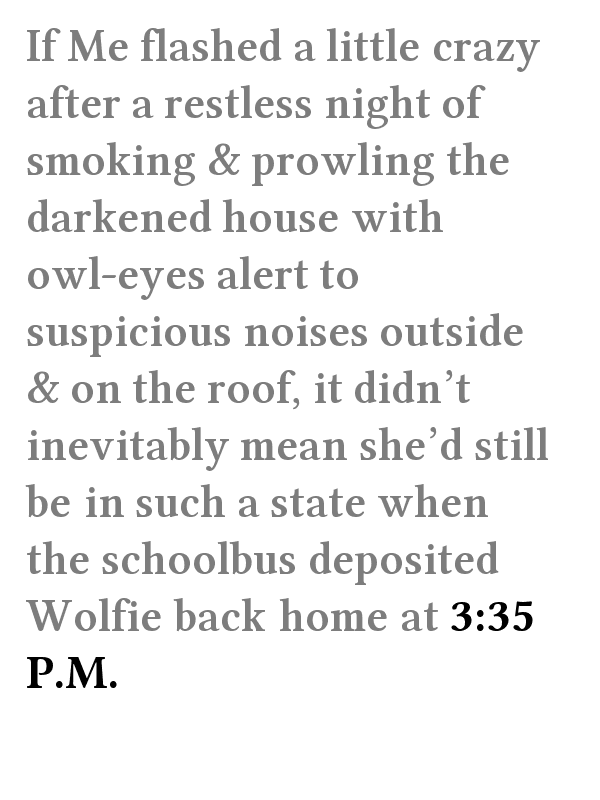 If Me flashed a little crazy
after a restless night of
smoking & prowling the
darkened house with
owl-eyes alert to
suspicious noises outside
& on the roof, it didn’t
inevitably mean she’d still
be in such a state when
the schoolbus deposited
Wolfie back home at 3:35
P.M.